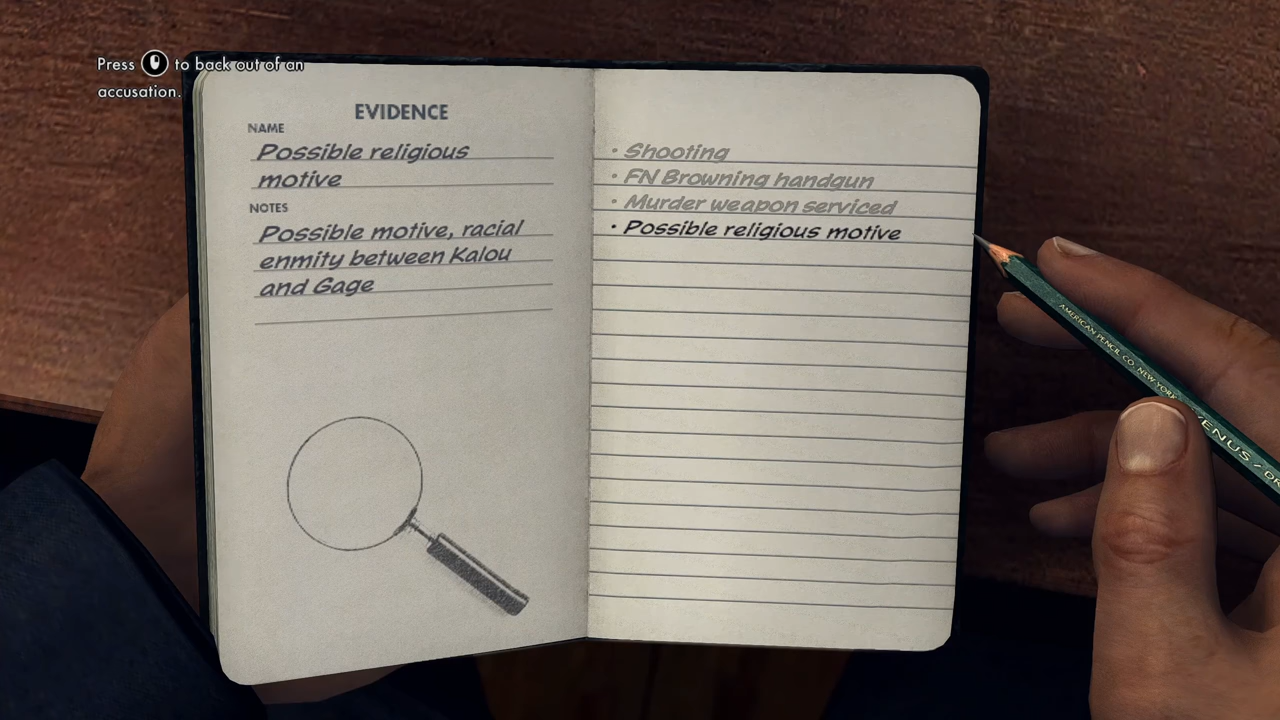 Press to back out of an
accusation.
EVIDENCE
NAME
Possible religious
motive
NOTES
Possible motive, racial
enmity between Kalou
and Gage
• Shooting
• FN Browning handgun
• Murder weapon serviced
• Possible religious motive
AMERICAN PENCIL CO. NEW YORK
VENUS / DR